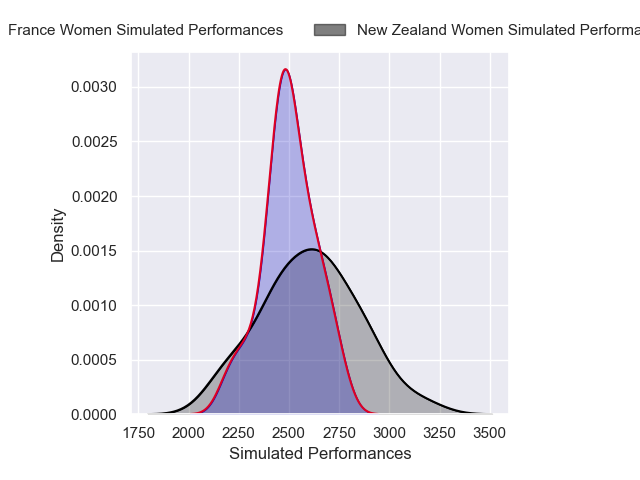 France Women Simulated Performances
New Zealand Women Simulated Performa
0.0030
0.0025
0.0020
0.0015
0.0010
0.0005
0.0000
Density
1750 2000 2250 2500 2750 3000 3250 3500
Simulated Performances